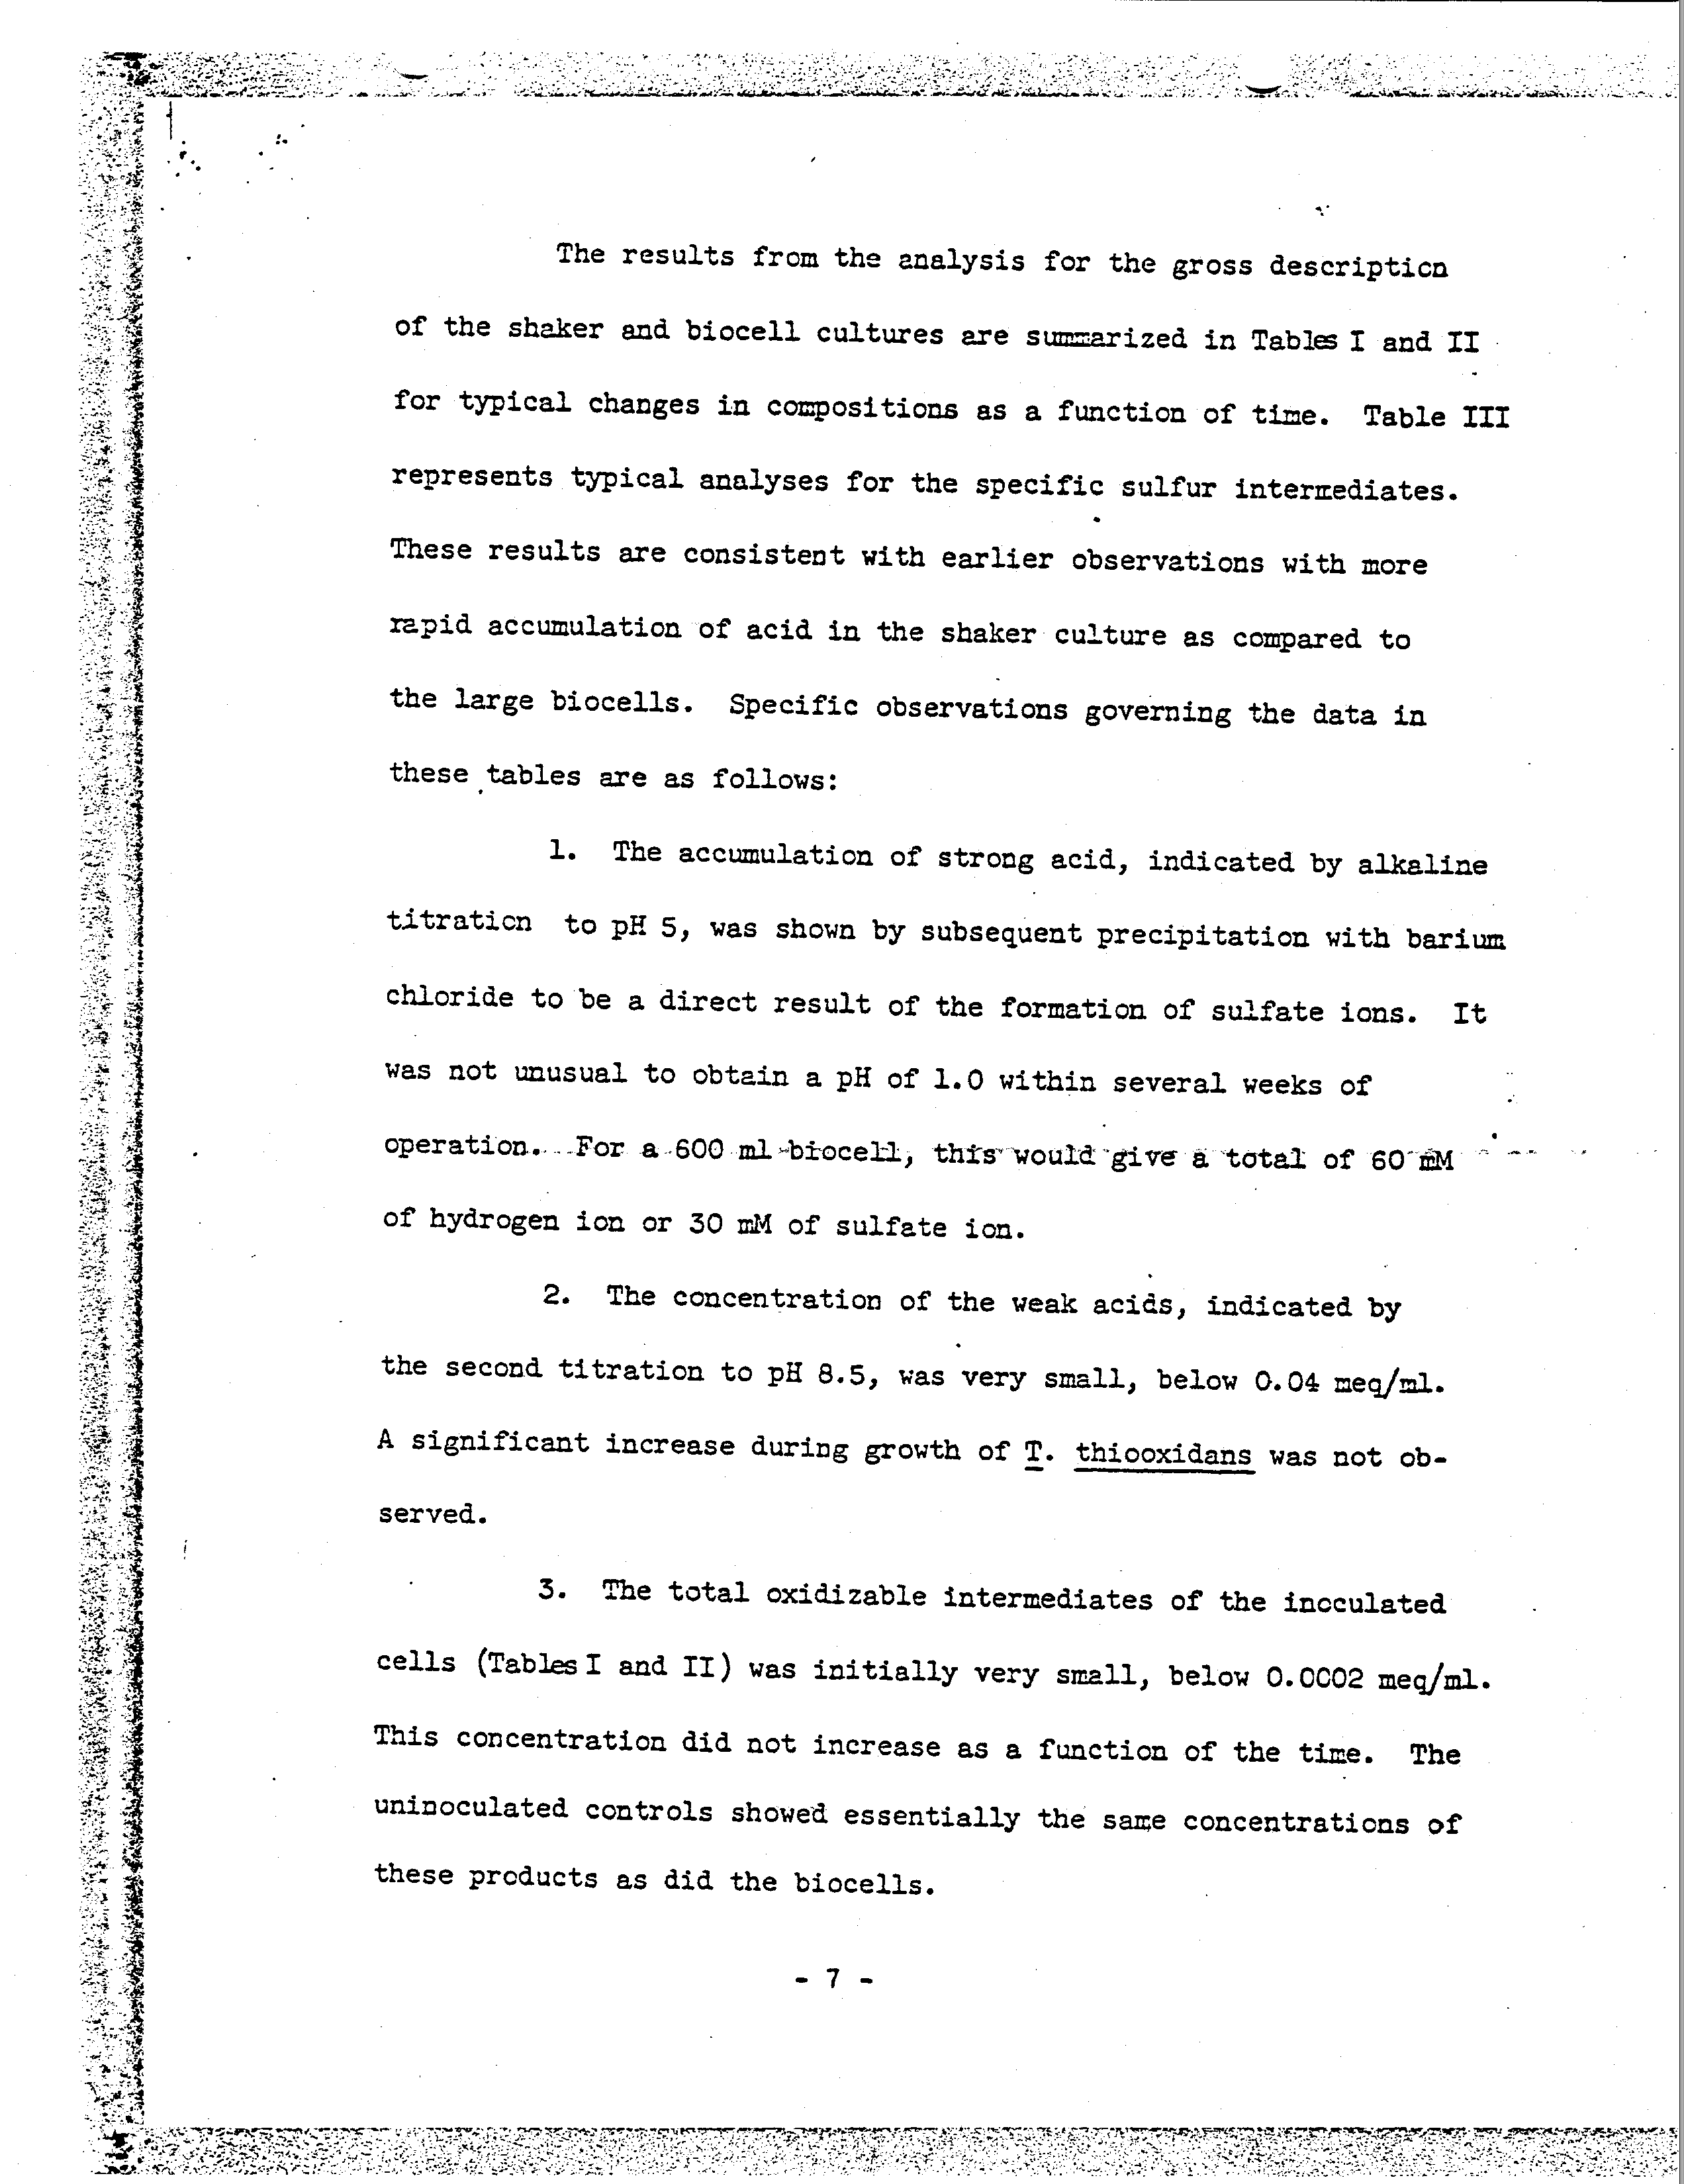 The results from the analysis for the gross description
of the shaker and biocell cultures are summarized in Tables I and II
for typical changes in compositions as a function of time. Table III
represents typical analyses for the specific sulfur intermediates.
These results are consistent with earlier observations with more
rapid accumulation of acid in the shaker culture as compared to
the large biocells. Specific observations governing the data in
these tables are as follows:
1. The accumulation of strong acid, indicated by alkaline
titration to pH 5, was shown by subsequent precipitation with barium
chloride to be a direct result of the formation of sulfate ions. It
was not unusual to obtain a pH of 1.0 within several weeks of
operation. For a 600 ml biocell, this would give a total of 60 mM
of hydrogen ion or 30 mM of sulfate ion.
2. The concentration of the weak acids, indicated by
the second titration to pH 8.5, was very small, below 0.04 meq/ml.
A significant increase during growth of T. thiooxidans was not ob-
served.
3. The total oxidizable intermediates of the inoculated
cells (Tables I and II) was initially very small, below 0.0002 meq/ml.
This concentration did not increase as a function of the time. The
uninoculated controls showed essentially the same concentrations of
these products as did the biocells.
- 7 -